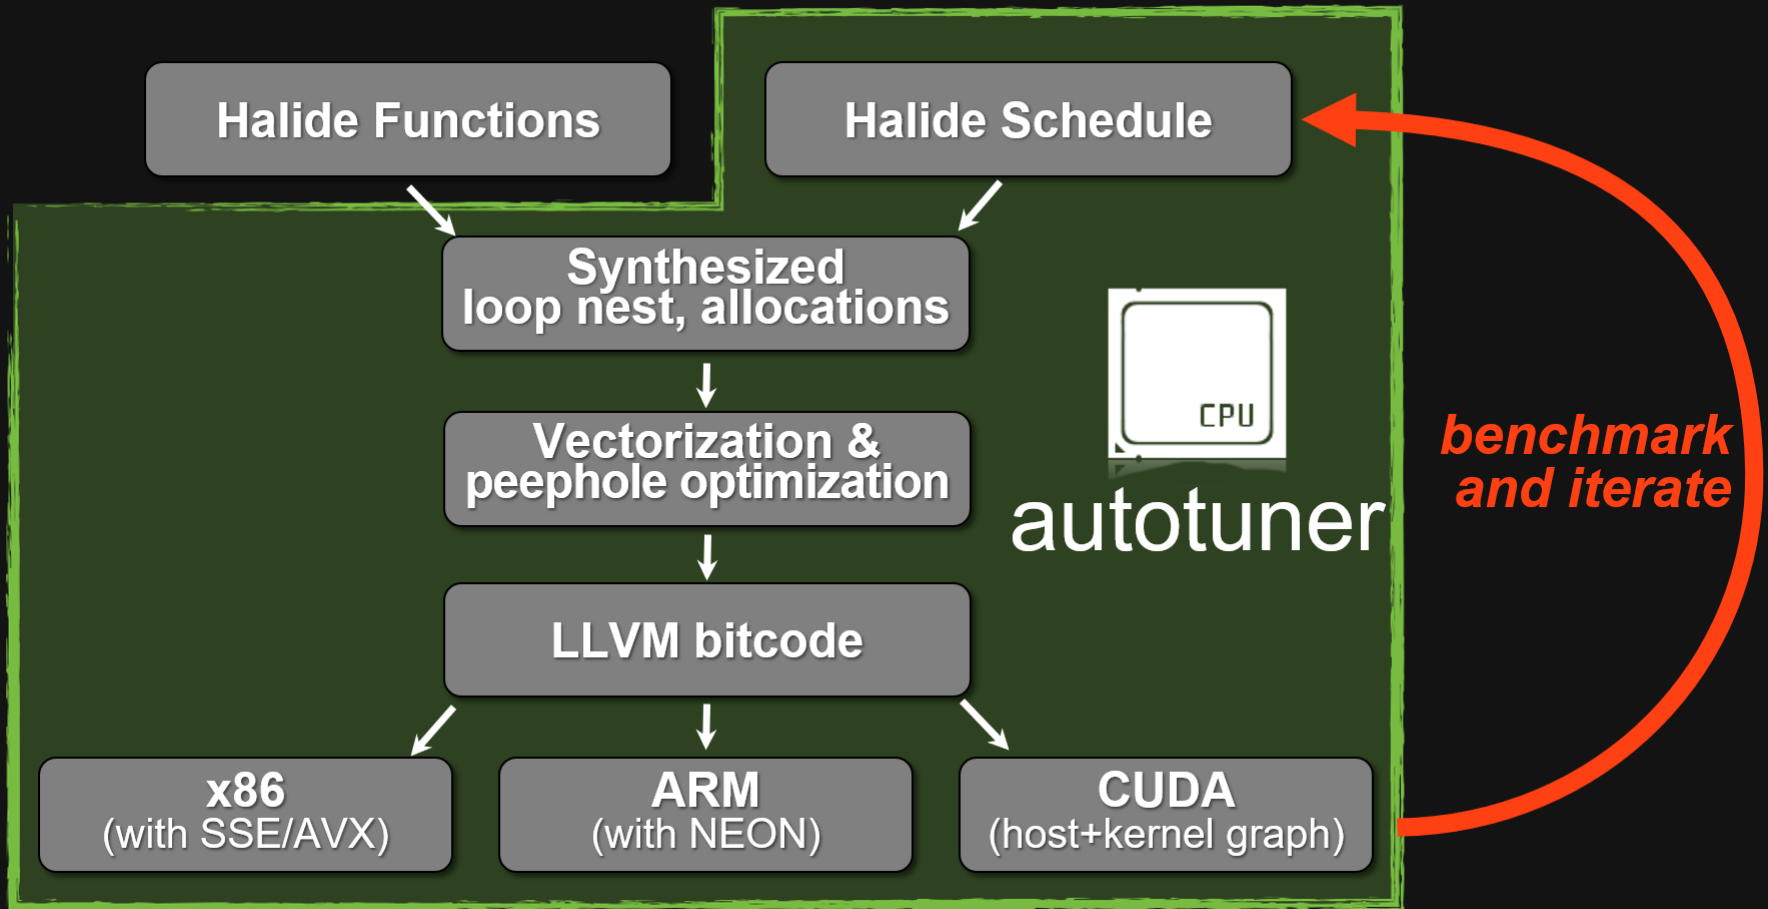 Halide Functions
Halide Schedule
Synthesized
loop nest, allocations
Vectorization &
peephole optimization
CPU
autotuner
benchmark
and iterate
LLVM bitcode
x86
(with SSE/AVX)
ARM
(with NEON)
CUDA
(host+kernel graph)